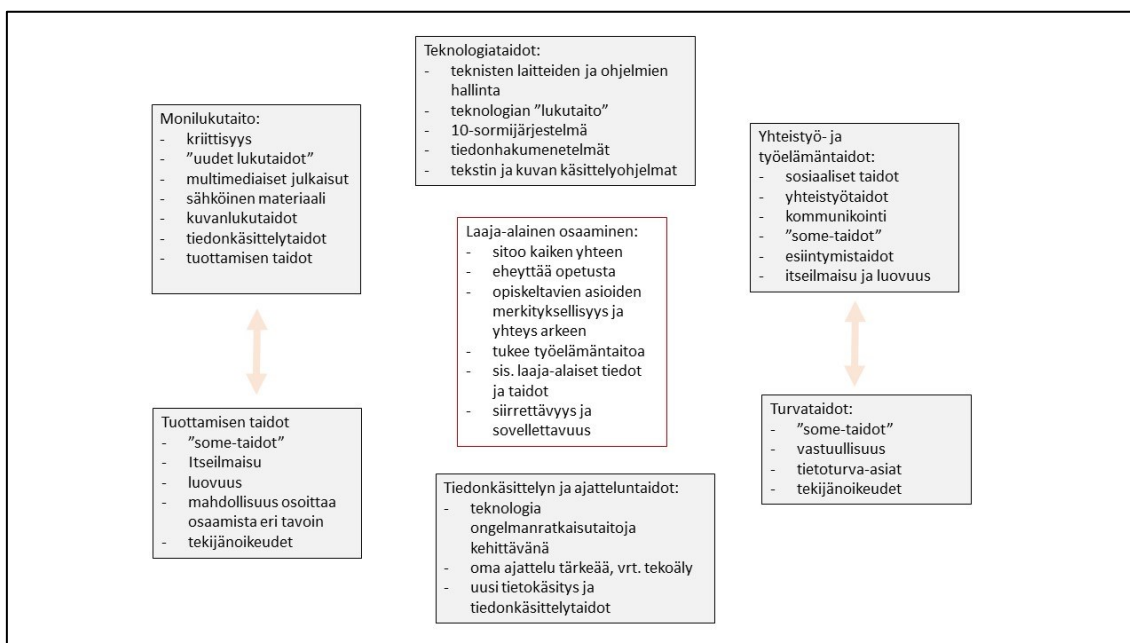 Teknologiataidot:
- teknisten laitteiden ja ohjelmien
hallinta
- teknologian "lukutaito”
- 10-sormijärjestelmä
- tiedonhakumenetelmät
- tekstin ja kuvan käsittelyohjelmat
Monilukutaito:
- kriittisyys
- ”uudet lukutaidot”
- multimediaiset julkaisut
- sähköinen materiaali
- kuvanlukutaidot
- tiedonkäsittelytaidot
- tuottamisen taidot
Yhteistyö- ja
työelämäntaidot:
- sosiaaliset taidot
- yhteistyötaidot
- kommunikointi
- ”some-taidot”
- esiintymistaidot
- itseilmaisu ja luovuus
Laaja-alainen osaaminen:
- sitoo kaiken yhteen
- eheyttää opetusta
- opiskeltavien asioiden
merkityksellisyys ja
yhteys arkeen
- tukee työelämäntaitoa
- sis. laaja-alaiset tiedot
ja taidot
- siirrettävyys ja
sovellettavuus
Tuottamisen taidot
- ”some-taidot”
- Itseilmaisu
- luovuus
- mahdollisuus osoittaa
osaamista eri tavoin
- tekijänoikeudet
Turvataidot:
- ”some-taidot”
- vastuullisuus
- tietoturva-asiat
- tekijänoikeudet
Tiedonkäsittelyn ja ajatteluntaidot:
- teknologia
ongelmanratkaisutaitoja
kehittävänä
- oma ajattelu tärkeää, vrt. tekoäly
- uusi tietokäsitys ja
tiedonkäsittelytaidot